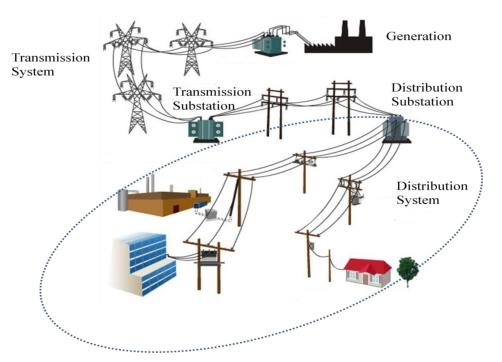 Generation
Transmission
System
Transmission
Substation
Distribution
Substation
Distribution
System